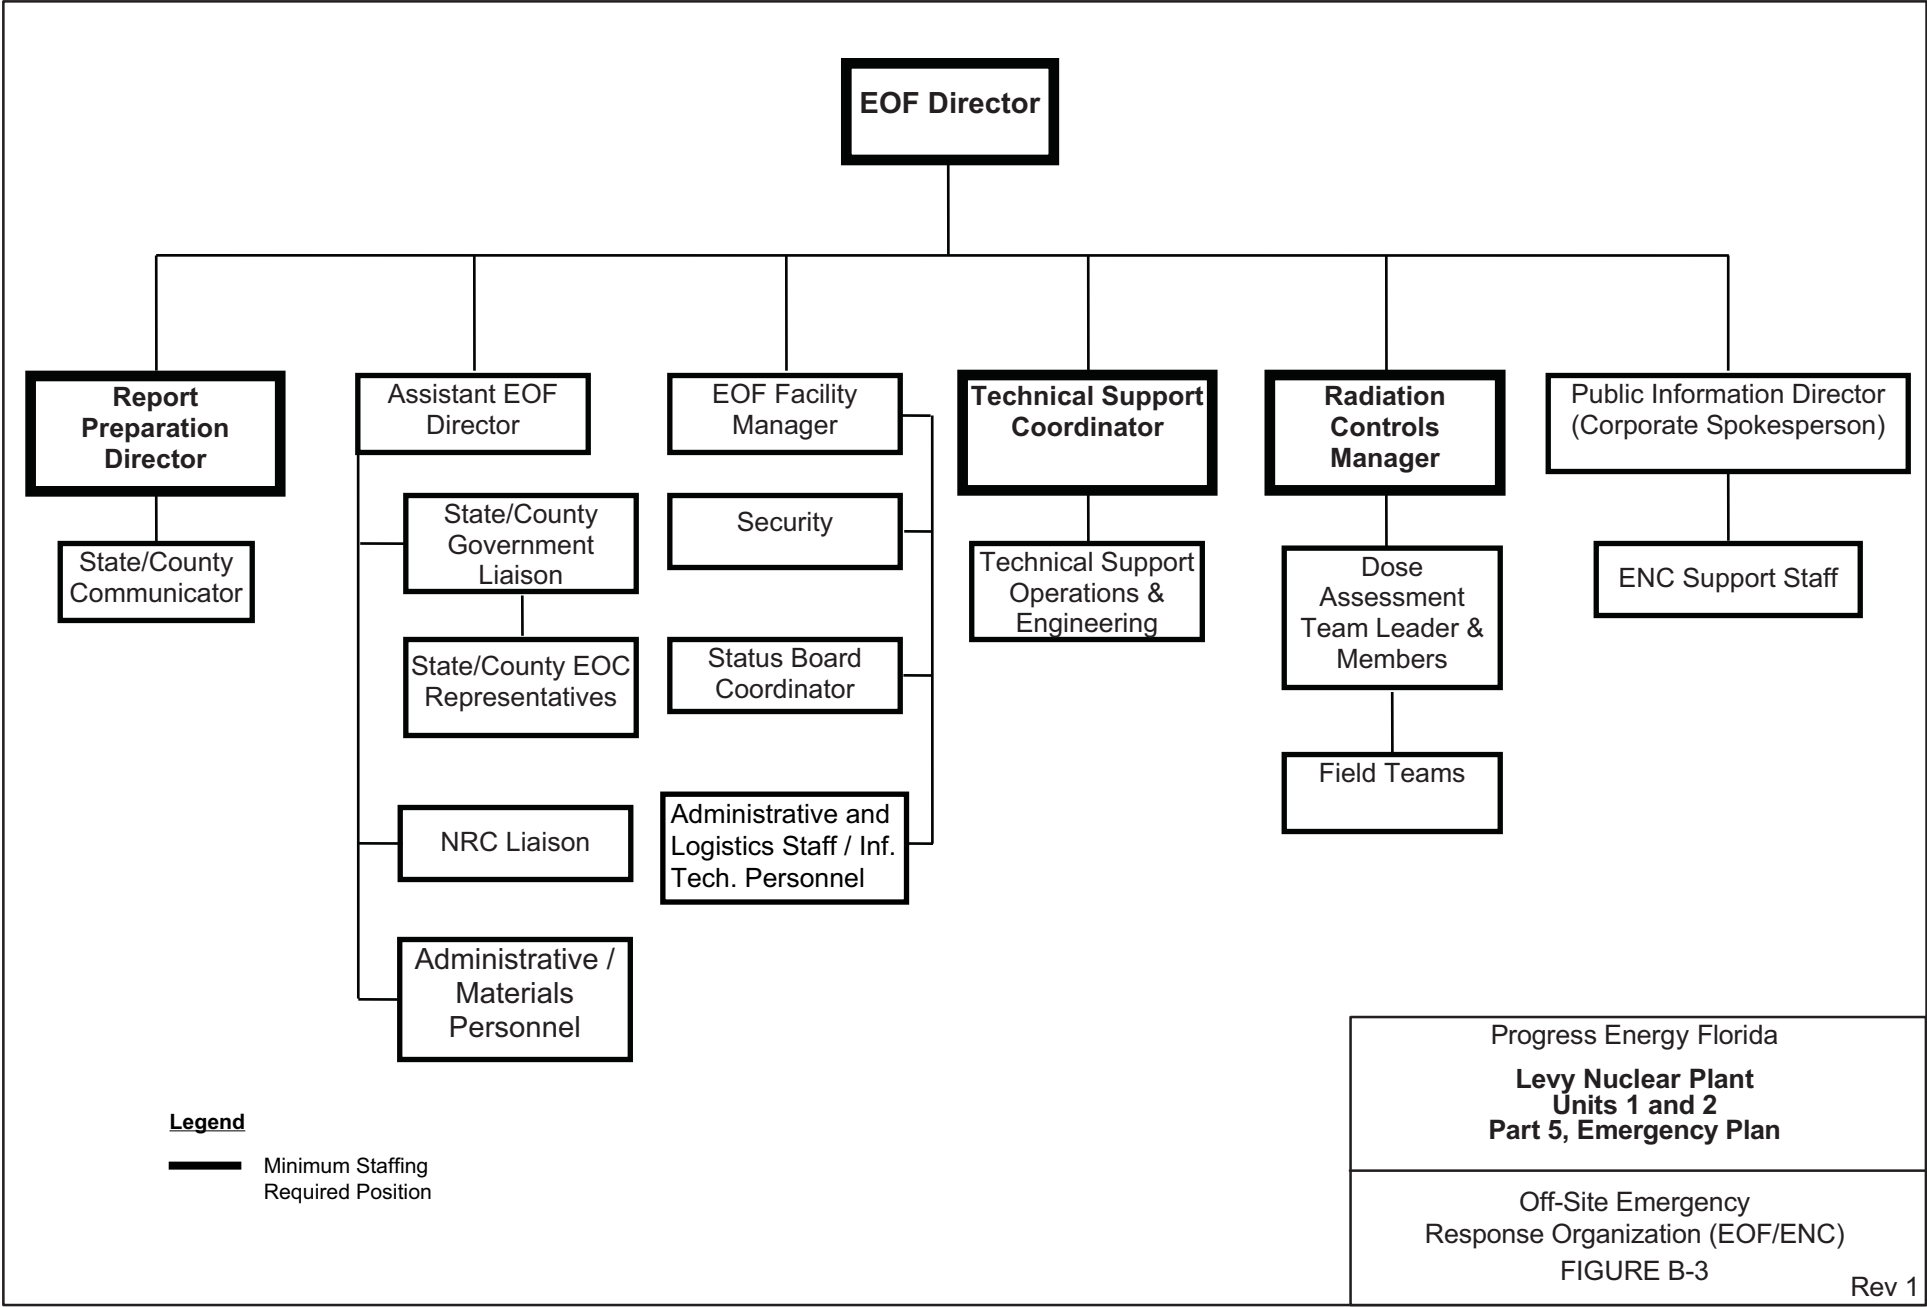 EOF Director
Report
Preparation
Director
Assistant EOF
Director
EOF Facility
Manager
Technical Support
Coordinator
Radiation
Controls
Manager
Public Information Director
(Corporate Spokesperson)
State/County
Communicator
State/County
Government
Liaison
Security
Technical Support
Operations &
Engineering
Dose
Assessment
Team Leader &
Members
ENC Support Staff
State/County EOC
Representatives
Status Board
Coordinator
Field Teams
NRC Liaison
Administrative and
Logistics Staff / Inf.
Tech. Personnel
Administrative /
Materials
Personnel
Legend
Minimum Staffing
Required Position
Progress Energy Florida
Levy Nuclear Plant
Units 1 and 2
Part 5, Emergency Plan
Off-Site Emergency
Response Organization (EOF/ENC)
FIGURE B-3
Rev 1